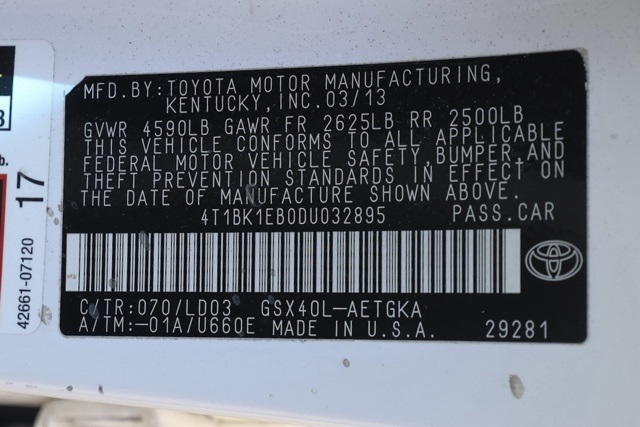 MFD.BY:TOYOTA MOTOR MANUFACTURING,
KENTUCKY,INC.03/13
GVWR 4590LB GAWR FR 2625LB RR 2500LB
THIS VEHICLE CONFORMS TO ALL APPLICABLE
FEDERAL MOTOR VEHICLE SAFETY,BUMPER,AND
THEFT PREVENTION STANDARDS IN EFFECT ON
THE DATE OF MANUFACTURE SHOWN ABOVE.
4T1BK1EB0DU032895 PASS.CAR
C/TR:070/LD03 GSX40L—AETGKA
A/TM:—01A/U660E MADE IN U.S.A. 29281
17
42661-07120
b.
3